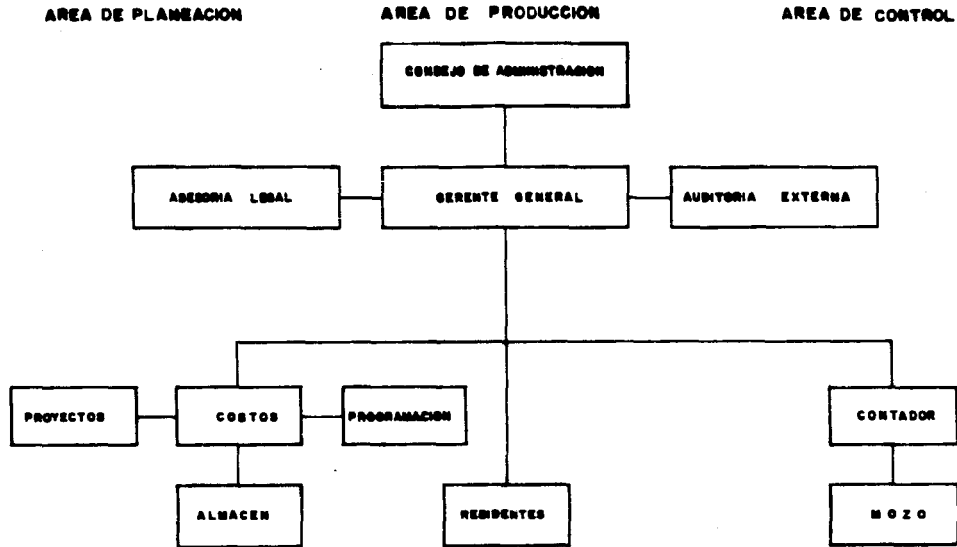 AREA DE PLANEACION
AREA DE PRODUCCION
AREA DE CONTROL
CONSEJO DE ADMINISTRACION
ASESORIA LEGAL
GERENTE GENERAL
AUDITORIA EXTERNA
PROYECTOS
COSTOS
PROGRAMACION
CONTADOR
ALMACEN
RESIDENTES
MOZO